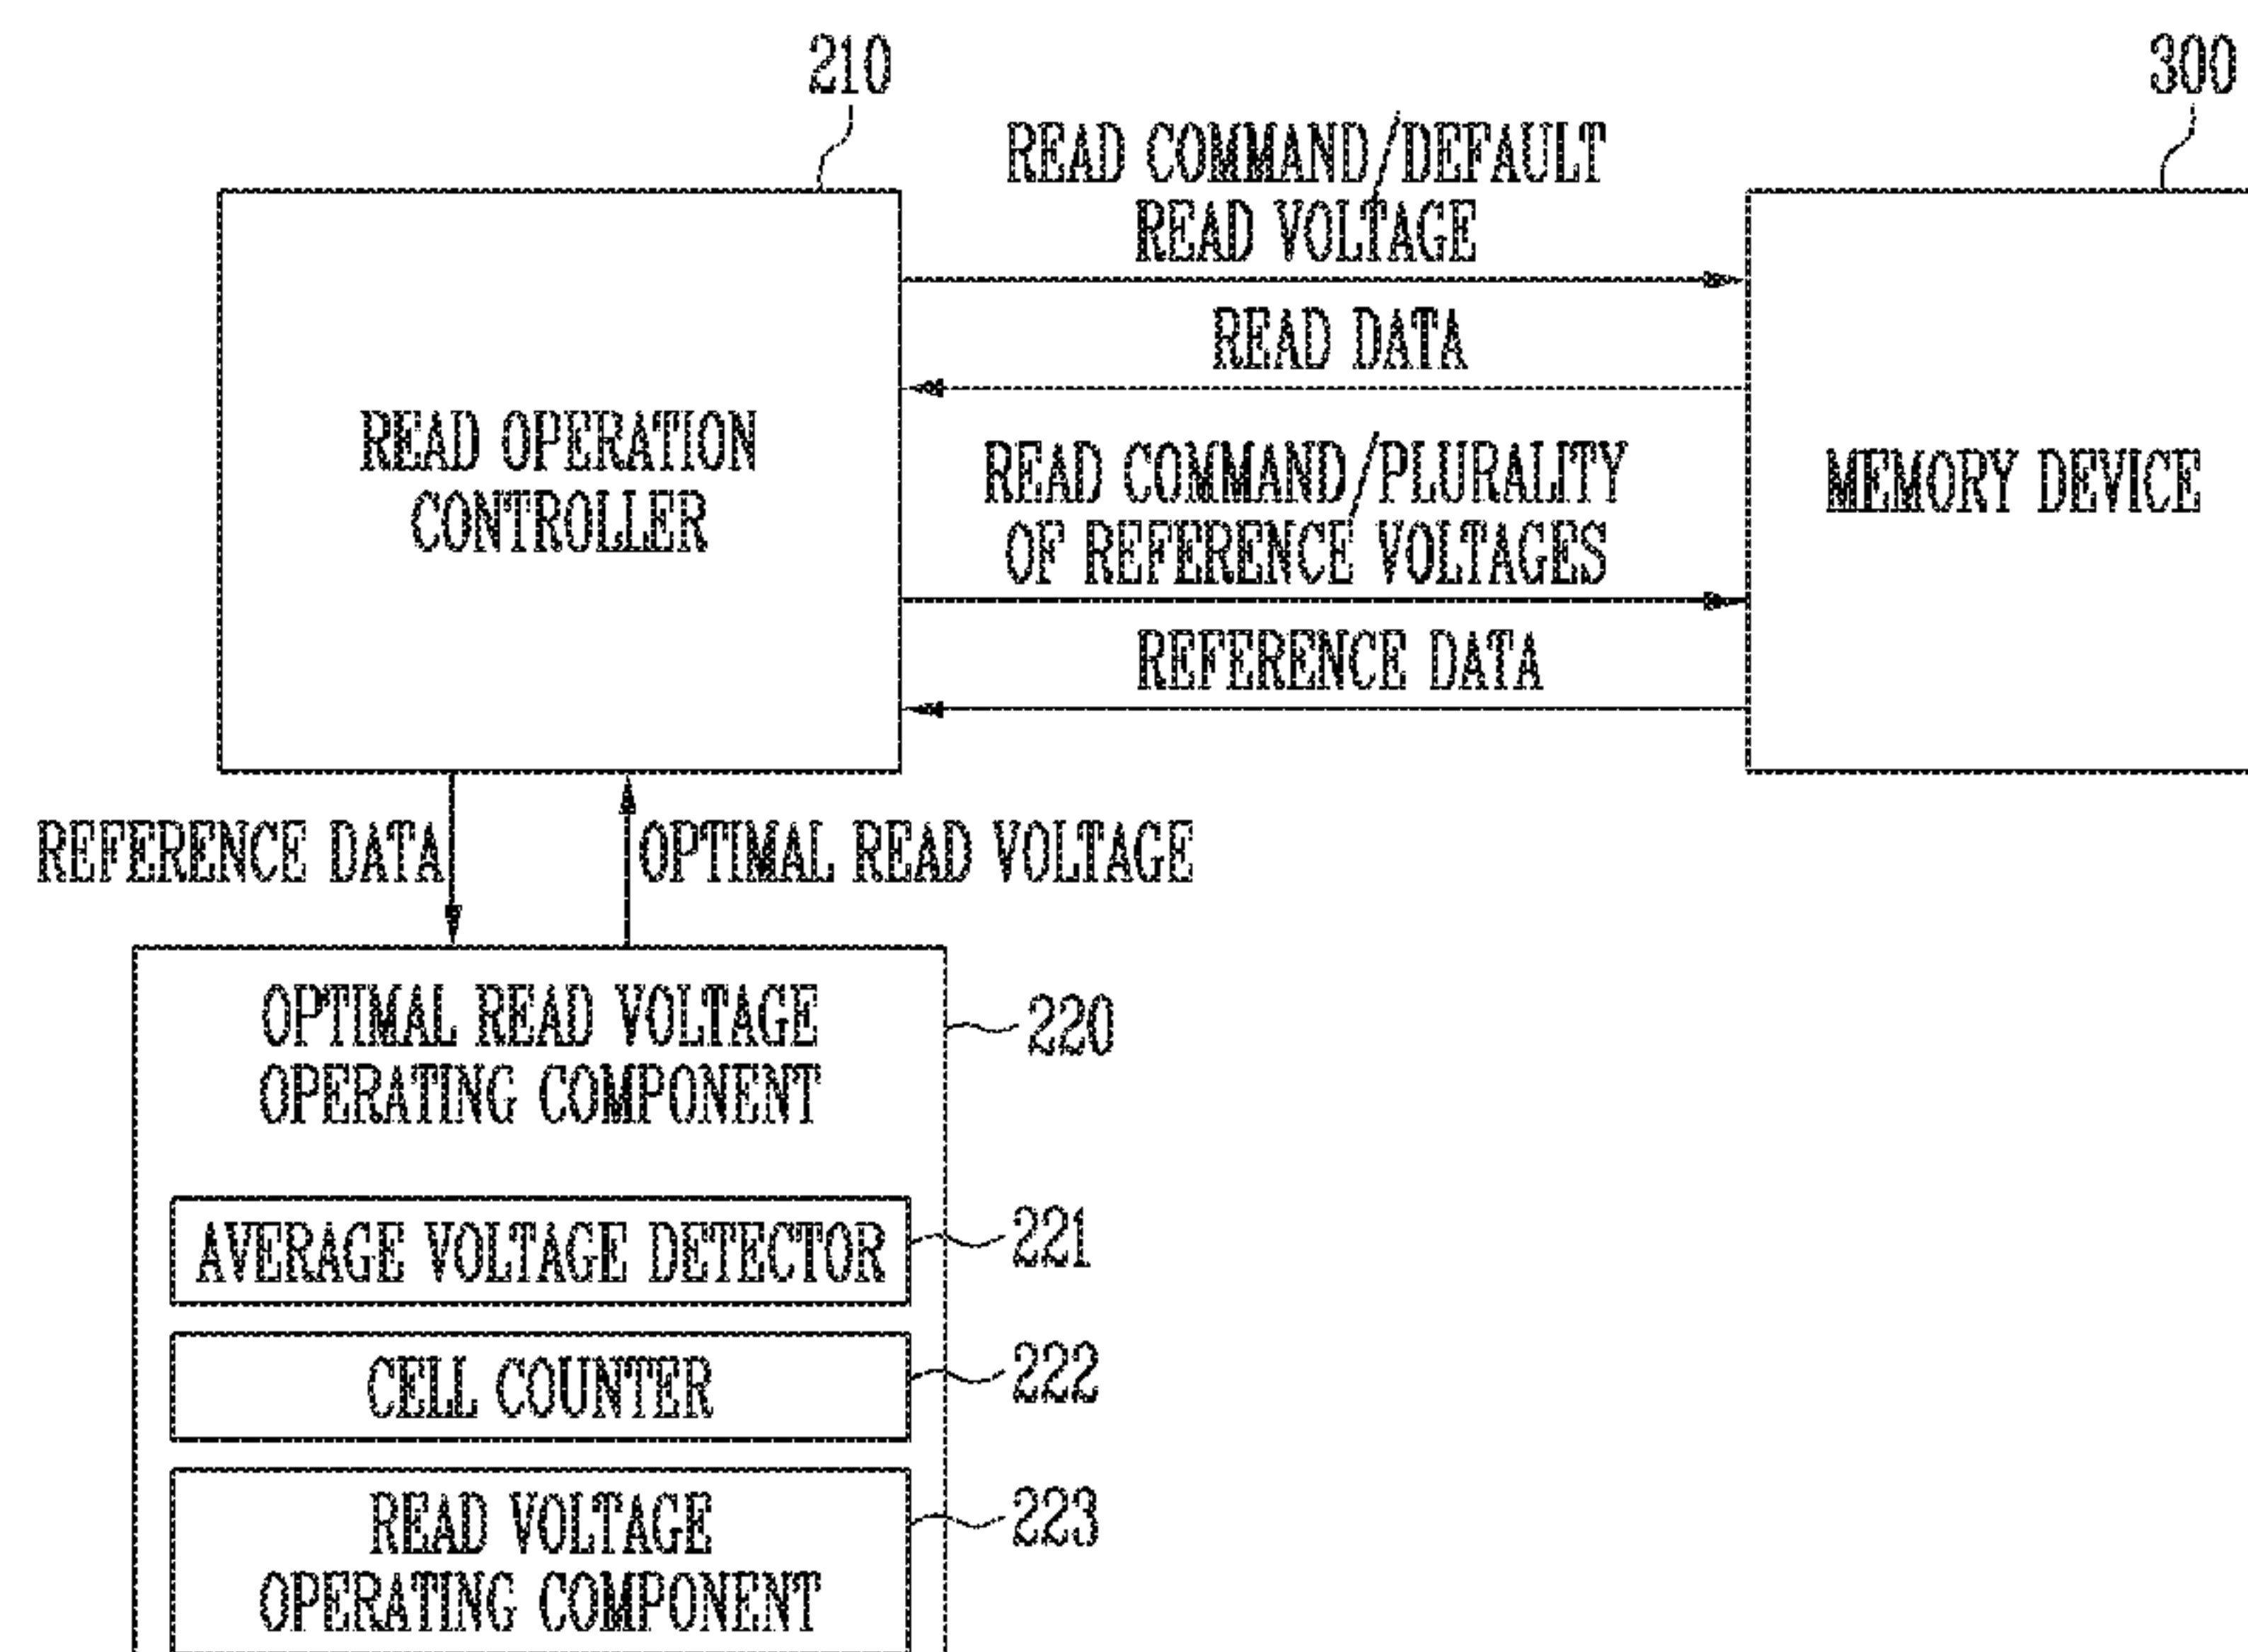 210
300
READ COMMAND/DEFAULT
READ VOLTAGE
READ DATA
READ OPERATION
CONTROLLER
READ COMMAND/PLURALITY
OF REFERENCE VOLTAGES
MEMORY DEVICE
REFERENCE DATA
REFERENCE DATA
OPTIMAL READ VOLTAGE
OPTIMAL READ VOLTAGE
OPERATING COMPONENT
220
AVERAGE VOLTAGE DETECTOR
221
CELL COUNTER
222
READ VOLTAGE
OPERATING COMPONENT
223